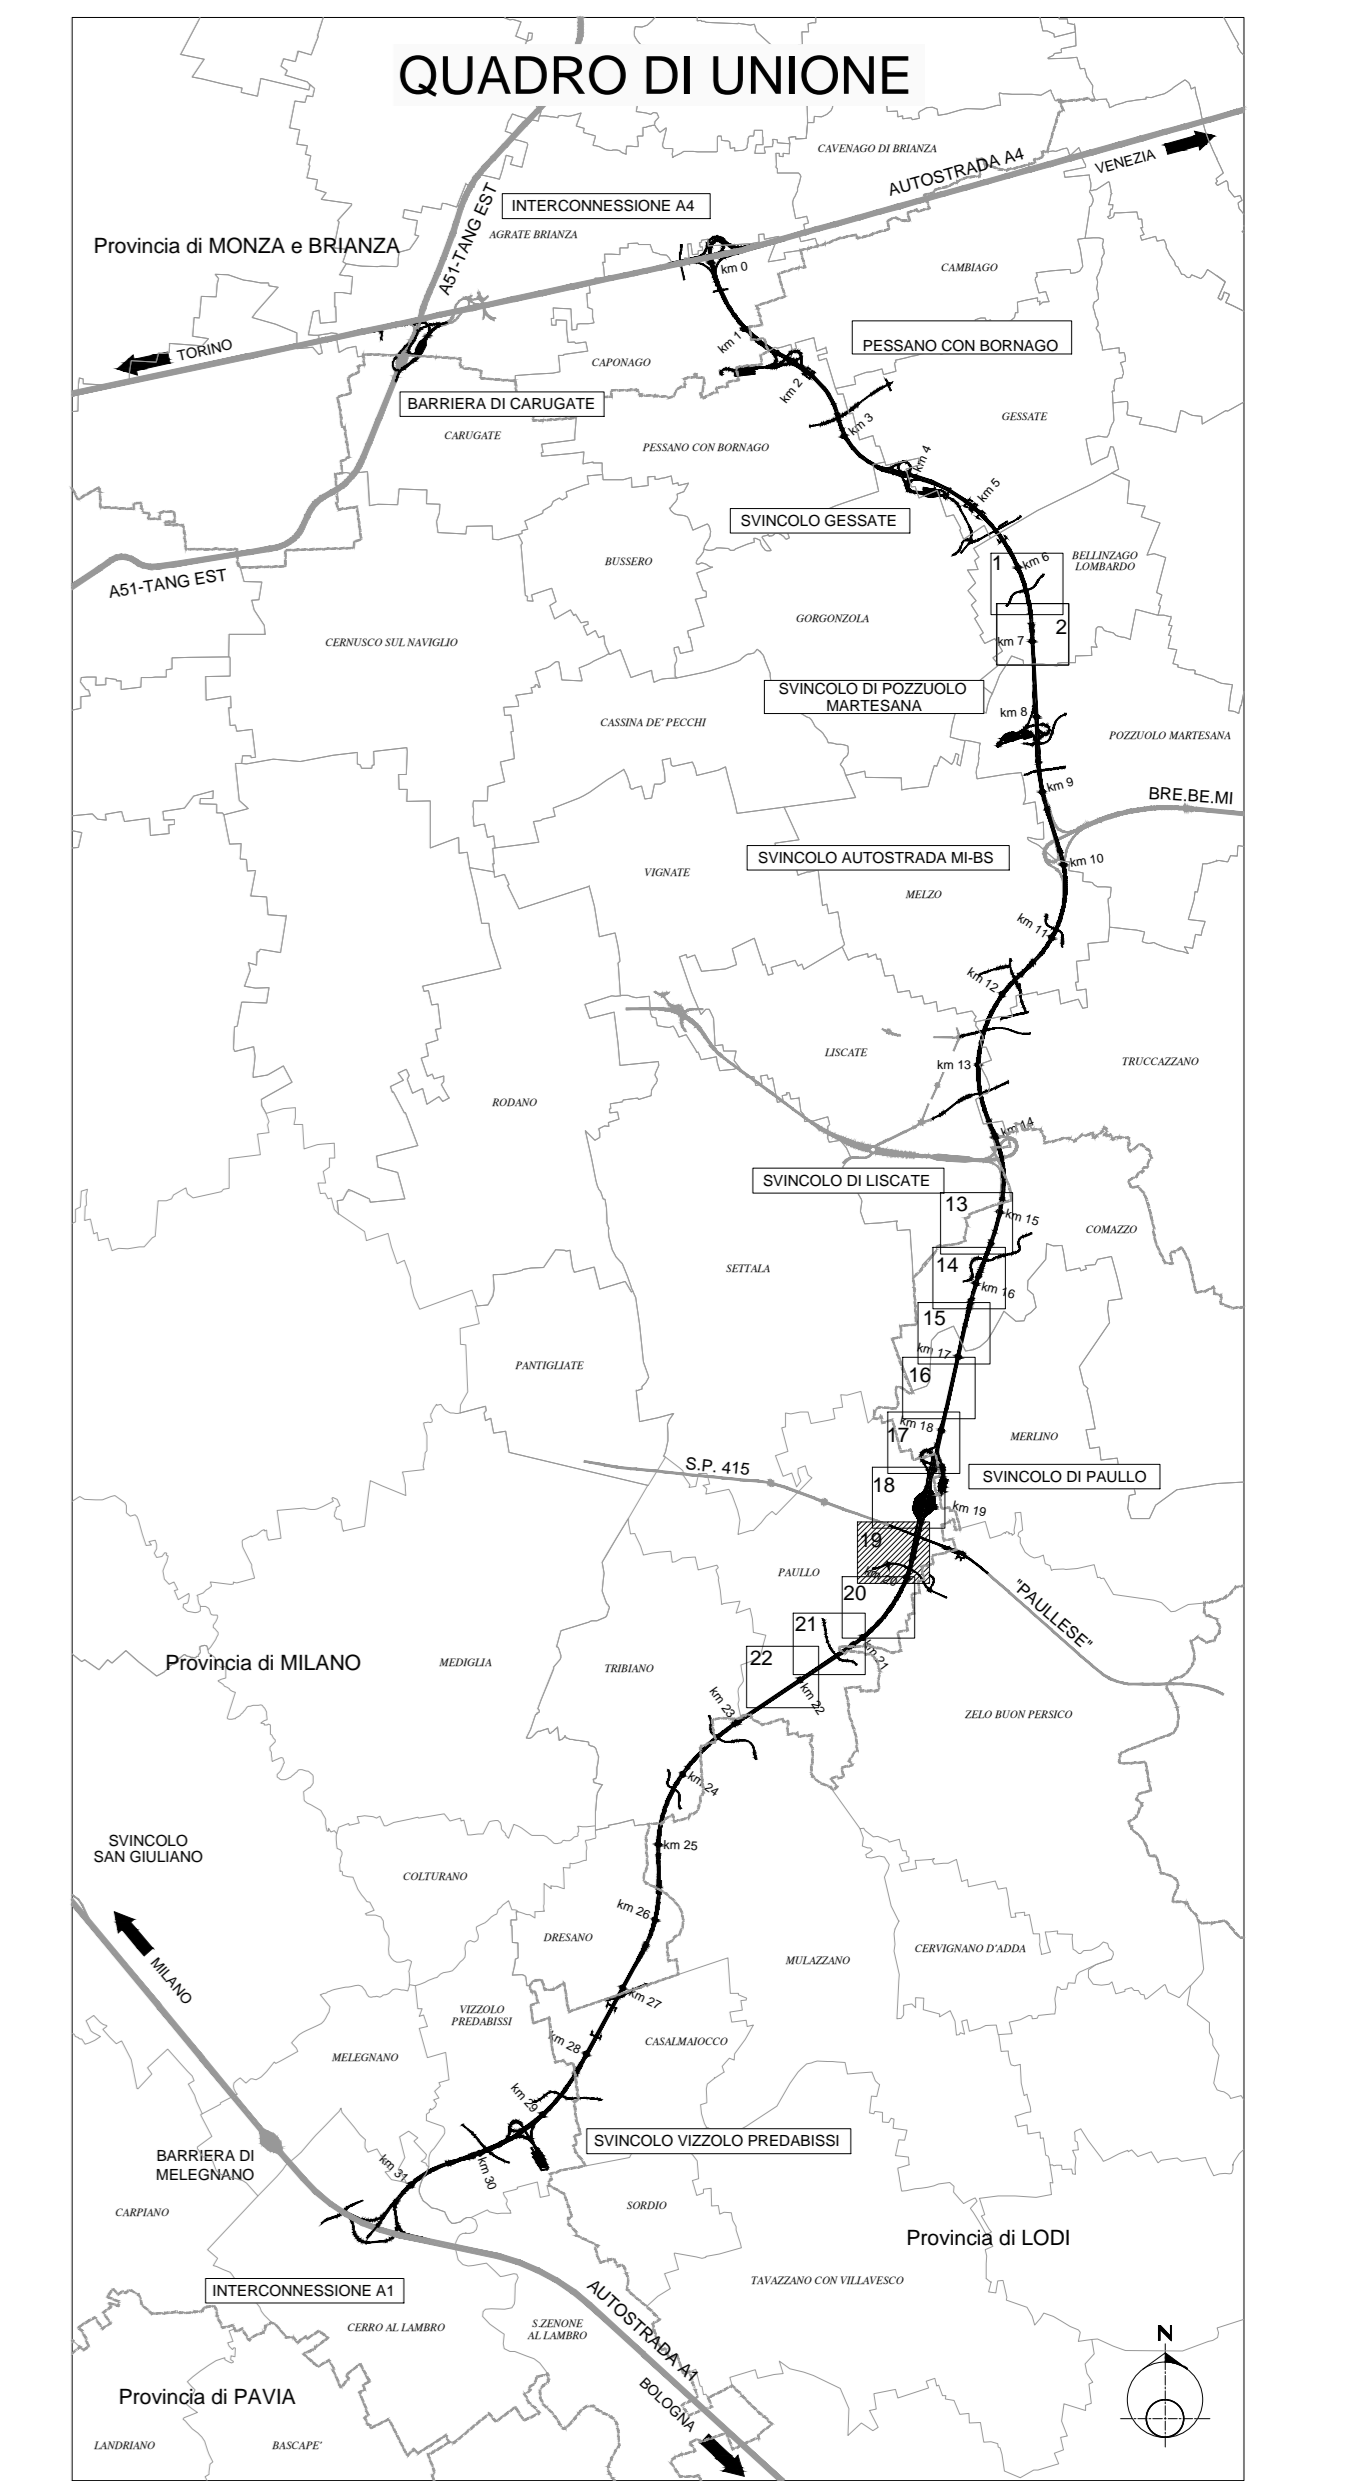 QUADRO DI UNIONE
CAVENAGO DI BRIANZA
AUTOSTRADA A4
VENEZIA
INTERCONNESSIONE A4
A51-TANG EST
AGRATE BRIANZA
Provincia di MONZA e BRIANZA
km 0
CAMBIAGO
km 1
PESSANO CON BORNAGO
TORINO
CAPONAGO
km 2
BARRIERA DI CARUGATE
CARUGATE
km 3
GESSATE
PESSANO CON BORNAGO
km 4
km 5
SVINCOLO GESSATE
A51-TANG EST
BUSSERO
1
km 6
BELLINZAGO
LOMBARDO
GORGONZOLA
2
CERNUSCO SUL NAVIGLIO
km 7
SVINCOLO DI POZZUOLO
MARTESANA
km 8
CASSINA DE' PECCHI
POZZUOLO MARTESANA
km 9
BRE.BE.MI
SVINCOLO AUTOSTRADA MI-BS
km 10
VIGNATE
MELZO
km 11
km 12
LISCATE
km 13
TRUCCAZZANO
RODANO
km 14
SVINCOLO DI LISCATE
13
km 15
COMAZZO
SETTALA
14
km 16
15
km 17
PANTIGLIATE
16
km 18
17
MERLINO
S.P. 415
SVINCOLO DI PAULLO
18
km 19
19
km 20
PAULLO
20
"PAULLESE"
21
km 21
Provincia di MILANO
MEDIGLIA
TRIBIANO
22
km 22
km 23
ZELO BUON PERSICO
km 24
SVINCOLO
SAN GIULIANO
km 25
COLTURANO
km 26
DRESANO
MULAZZANO
CERVIGNANO D'ADDA
MILANO
km 27
VIZZOLO
PREDABISSI
km 28
CASALMAIOCCO
MELEGNANO
km 29
SVINCOLO VIZZOLO PREDABISSI
BARRIERA DI
MELEGNANO
km 31
km 30
CARPIANO
SORDIO
Provincia di LODI
INTERCONNESSIONE A1
TAVAZZANO CON VILLAVESCO
CERRO AL LAMBRO
S.ZENONE
AL LAMBRO
AUTOSTRADA A1
N
Provincia di PAVIA
BOLOGNA
LANDRIANO
BASCAPE'